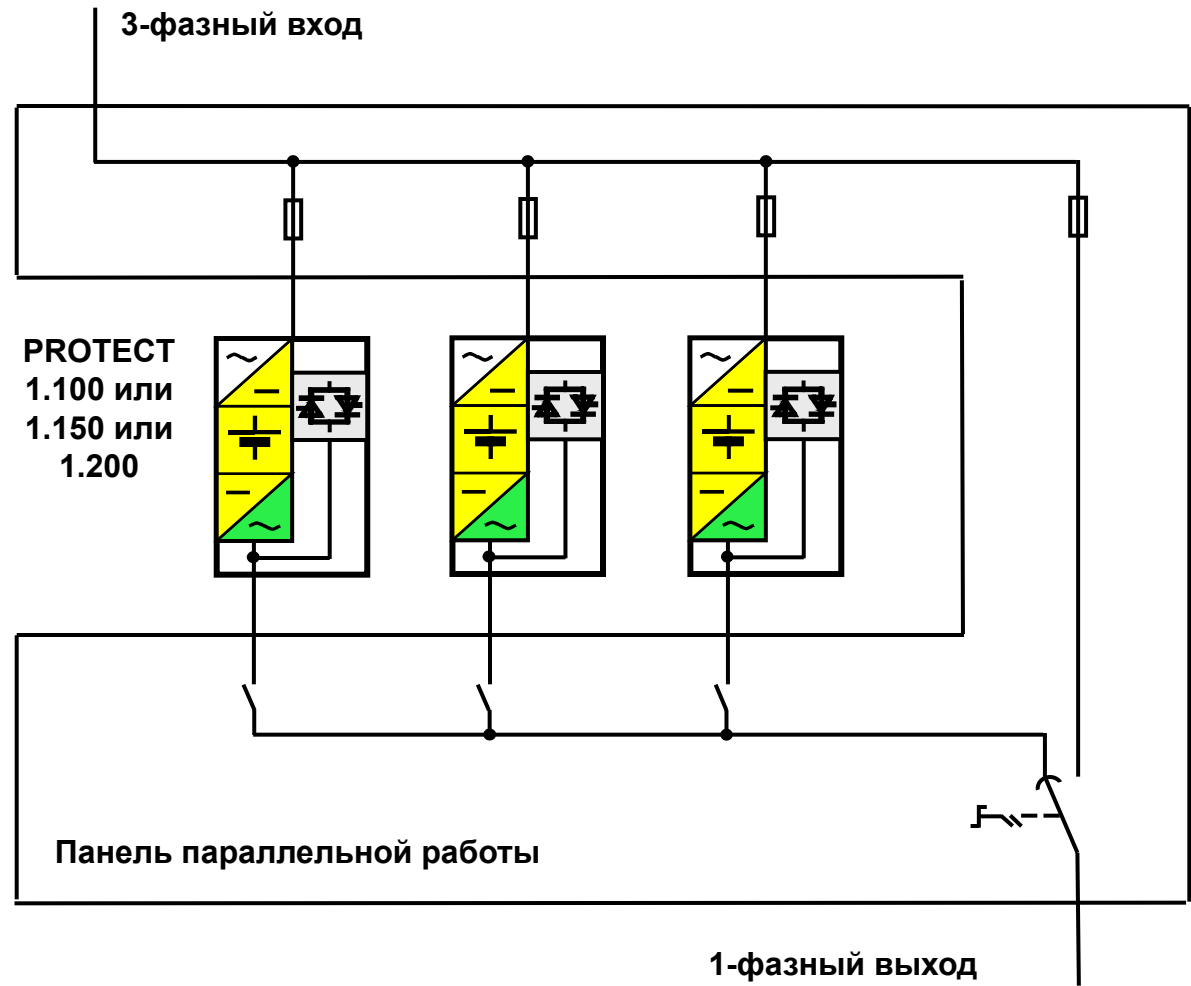 3-фазный вход
PROTECT
1.100 или
1.150 или
1.200
Панель параллельной работы
1-фазный выход